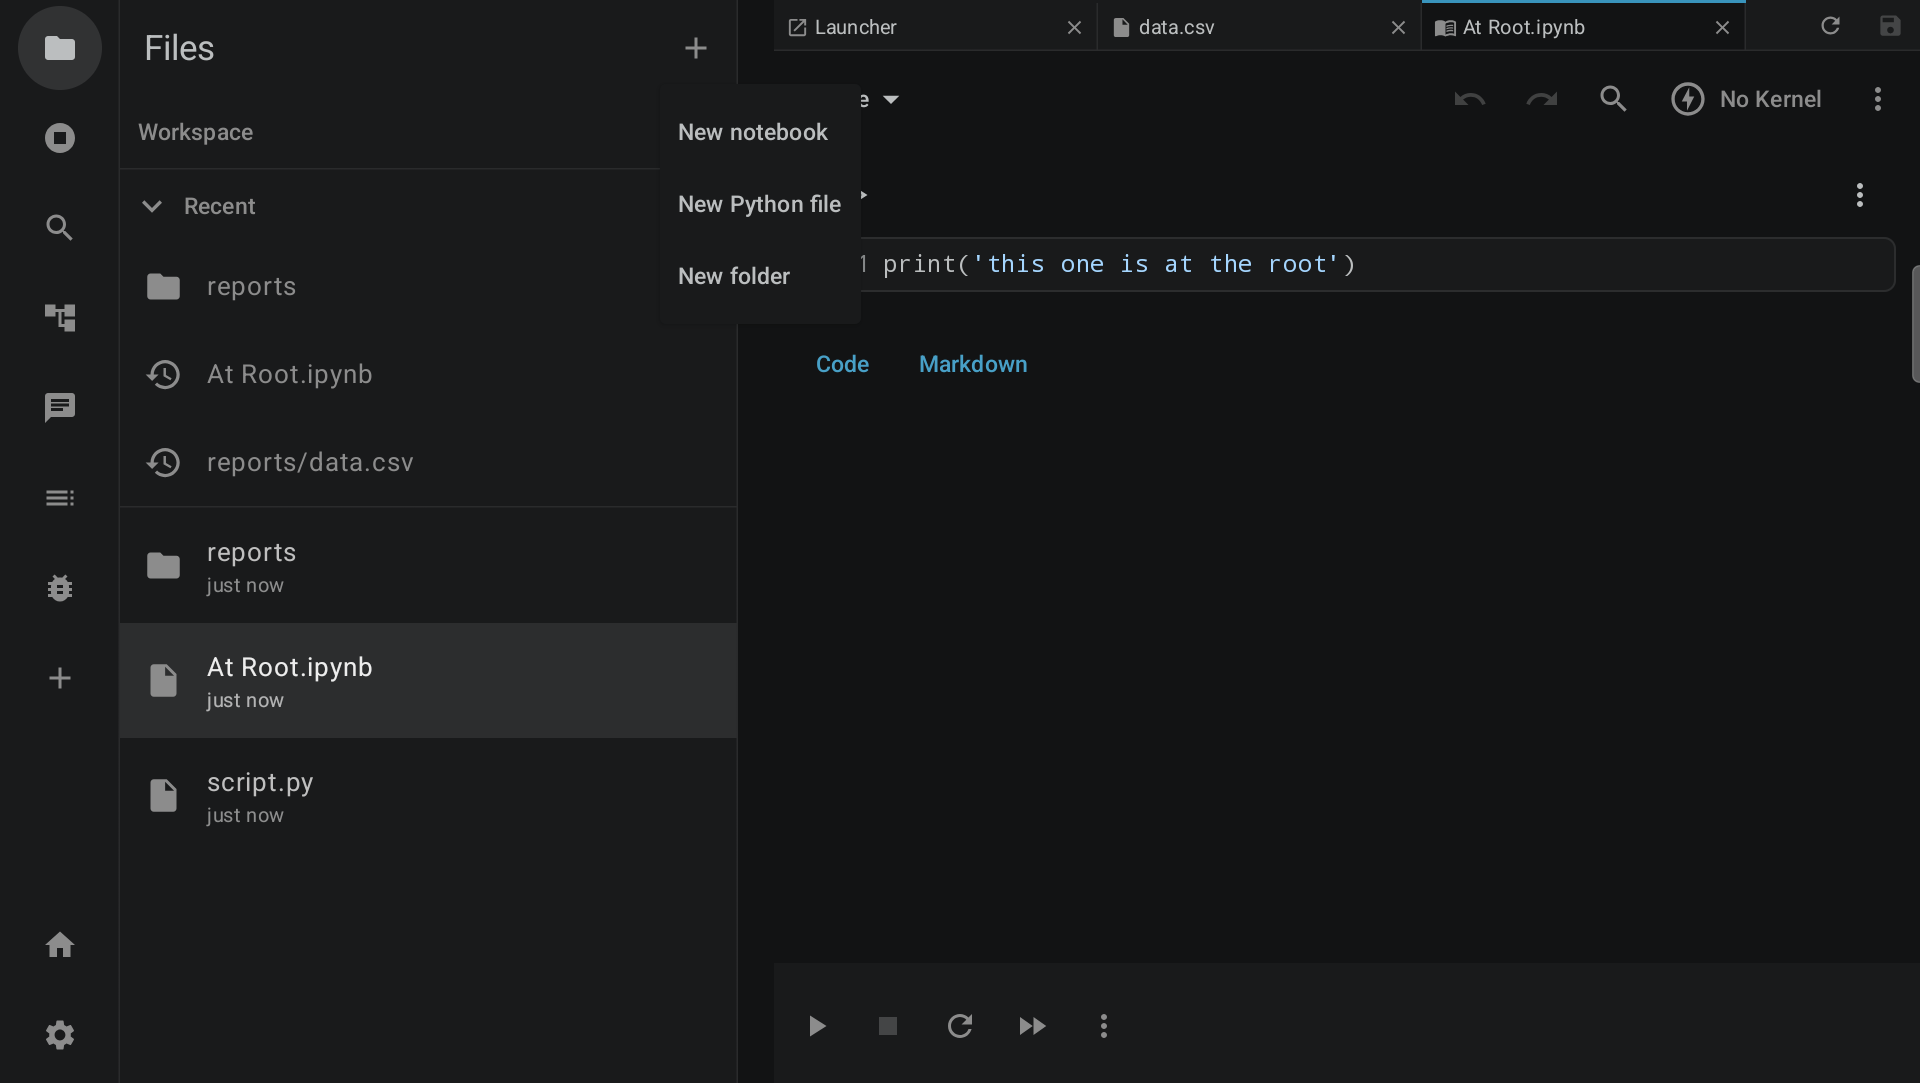 Files
Workspace
Recent
reports
At Root.ipynb
reports/data.csv
reports
just now
At Root.ipynb
just now
script.py
just now
New notebook
New Python file
New folder
Launcher
data.csv
At Root.ipynb
No Kernel
1 print('this one is at the root')
Code
Markdown